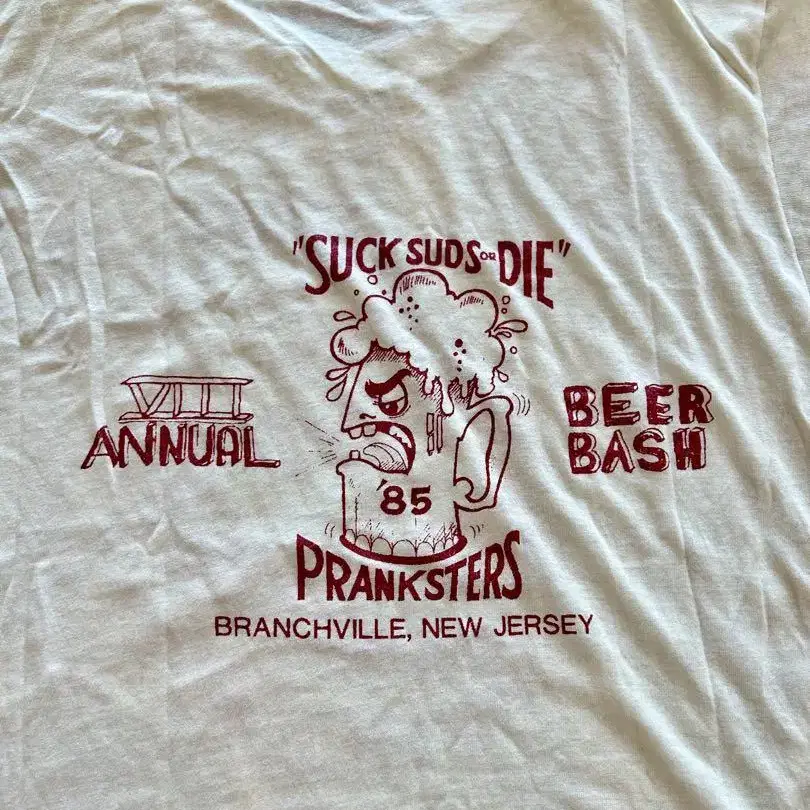 "SUCK SUDS OR DIE"
VIII
ANNUAL
BEER
BASH
'85
PRANKSTERS
BRANCHVILLE, NEW JERSEY